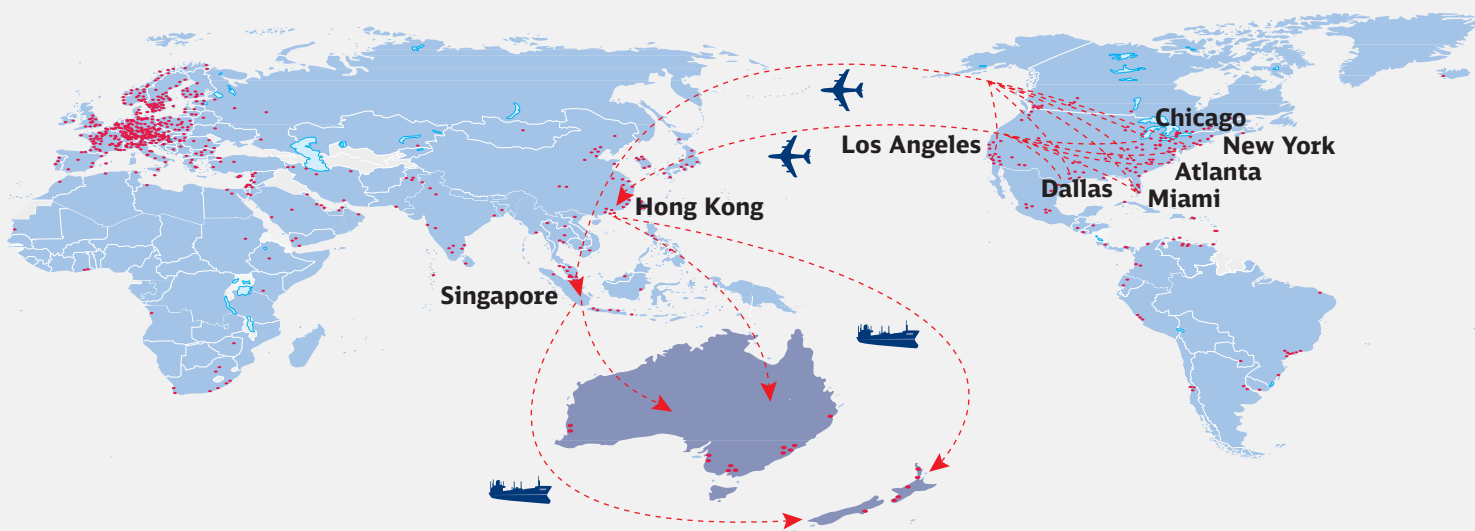 Chicago
Los Angeles
New York
Atlanta
Dallas
Miami
Hong Kong
Singapore